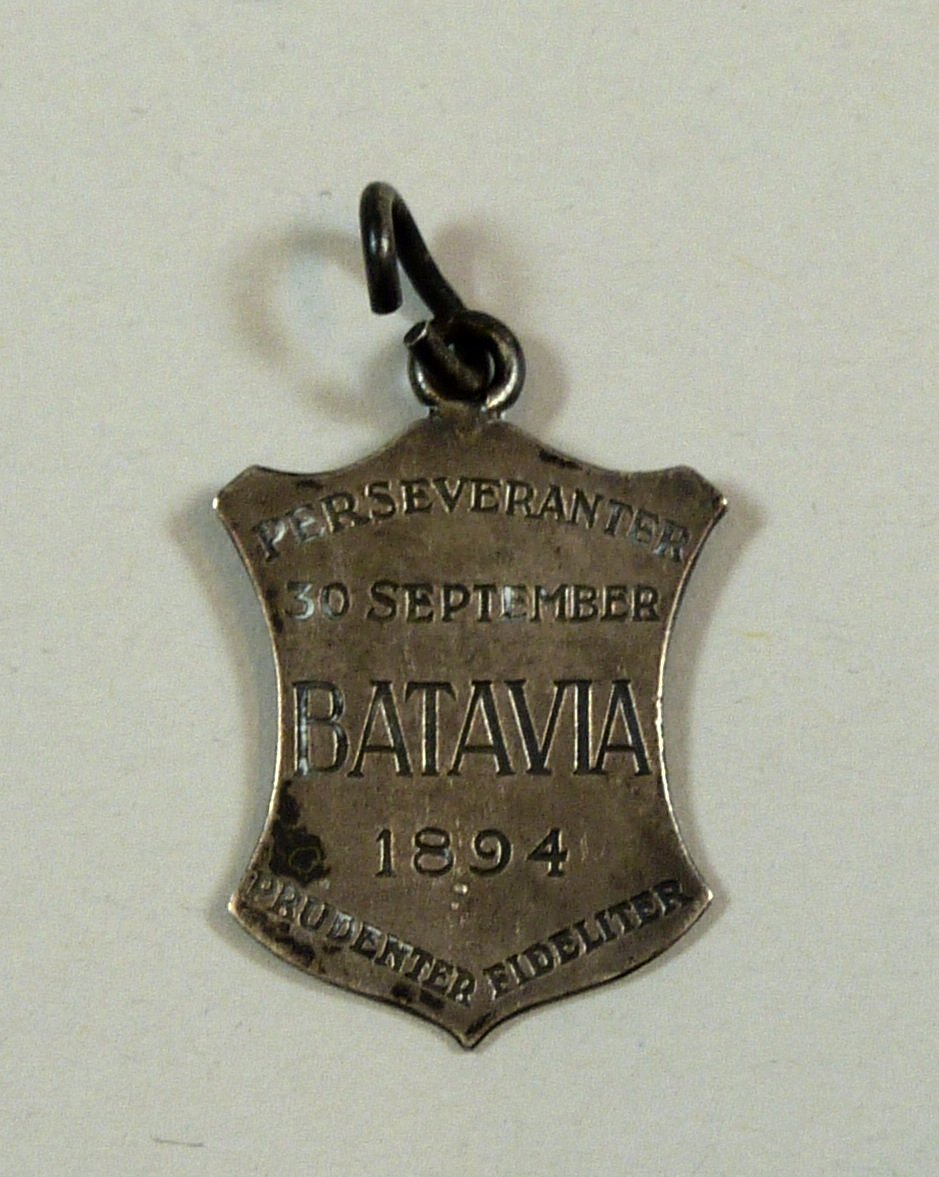 PERSEVERANTER
30 SEPTEMBER
BATAVIA
1894
PRUDENTER FIDELITER